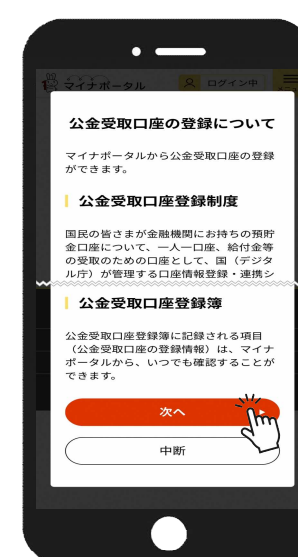 マイナポータル
ログイン中
公金受取口座の登録について
マイナポータルから公金受取口座の登録
ができます。
公金受取口座登録制度
国民の皆さまが金融機関にお持ちの預貯
金口座について、一人一口座、給付金等
の受取のための口座として、国（デジタ
ル庁）が管理する口座情報登録・連携シ
公金受取口座登録簿
公金受取口座登録簿に記録される項目
（公金受取口座の登録情報）は、マイナ
ポータルから、いつでも確認することが
できます。
次へ
中断